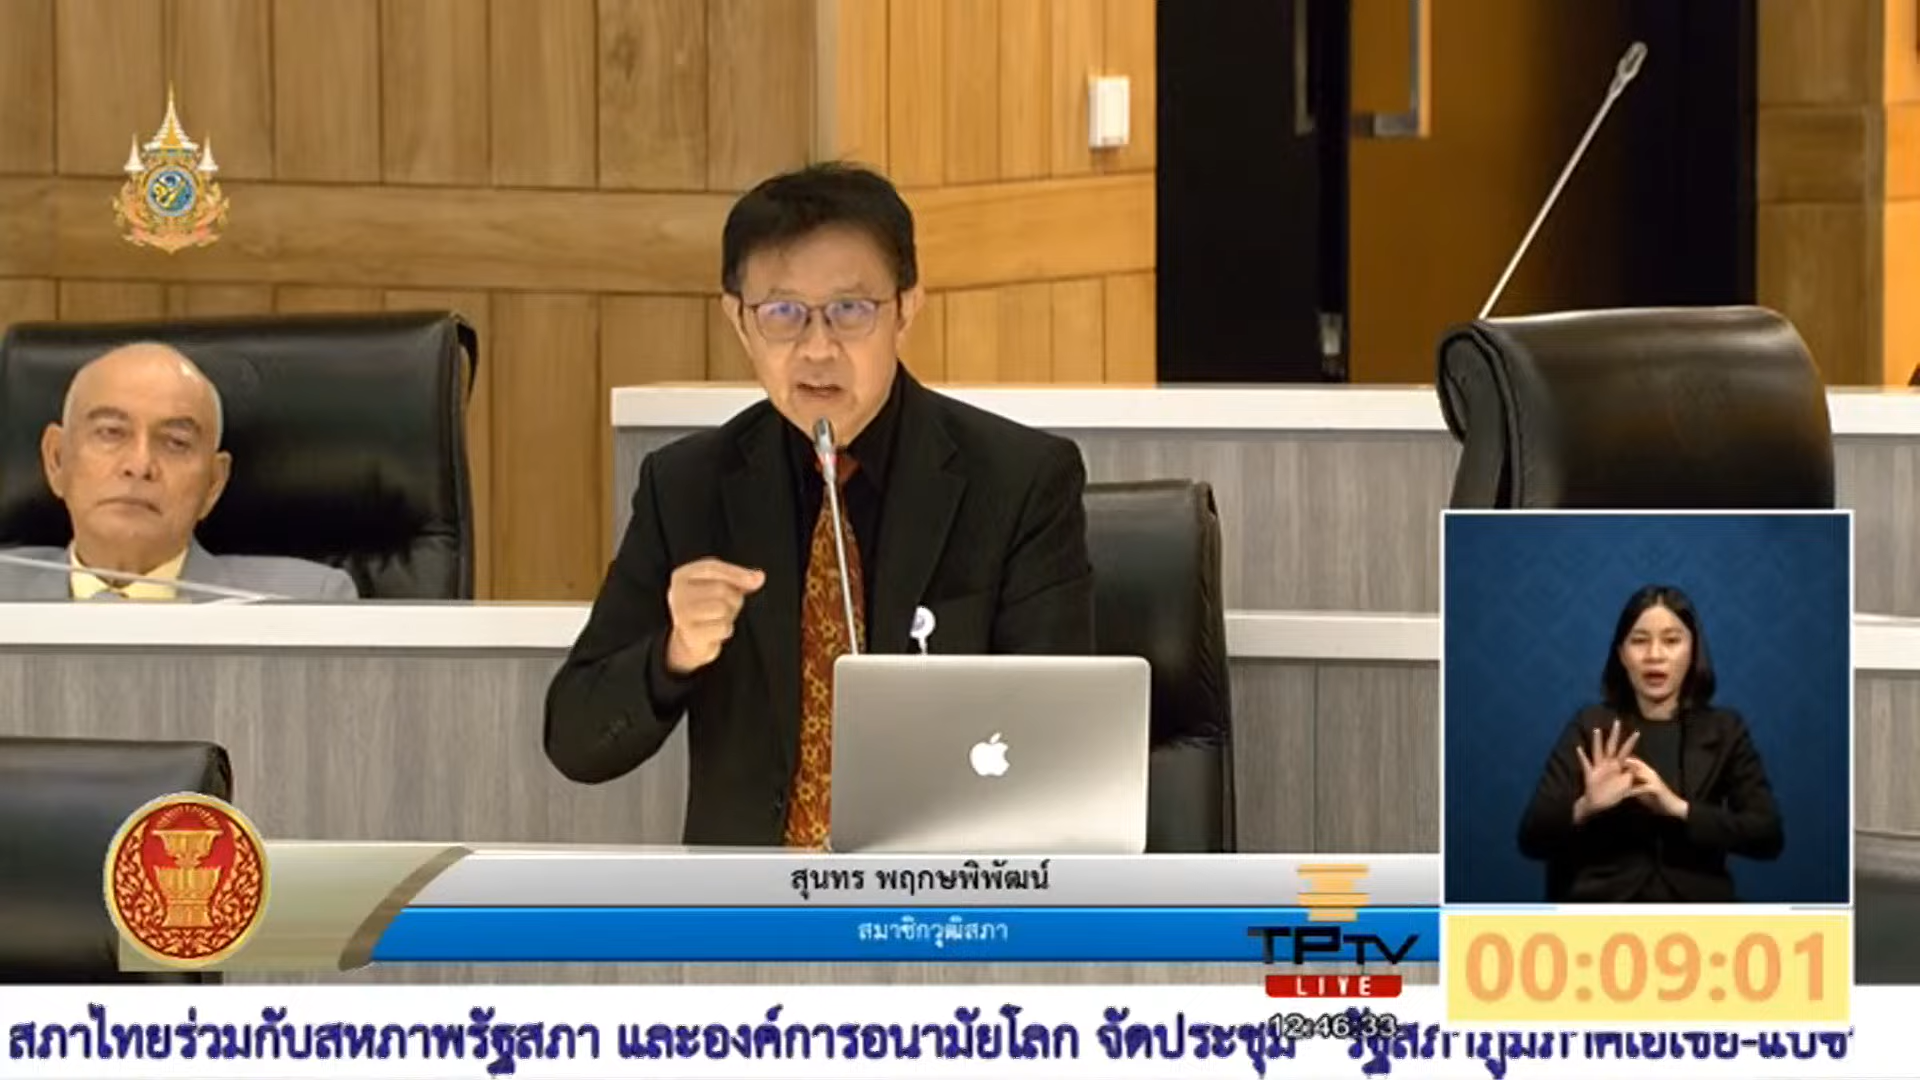 สุนทร พฤกษพิพัฒน์
สมาชิกวุฒิสภา
TPTV
LIVE
00:09:01
12:46:33
สภาไทยร่วมกับสหภาพรัฐสภา และองค์การอนามัยโลก จัดประชุม